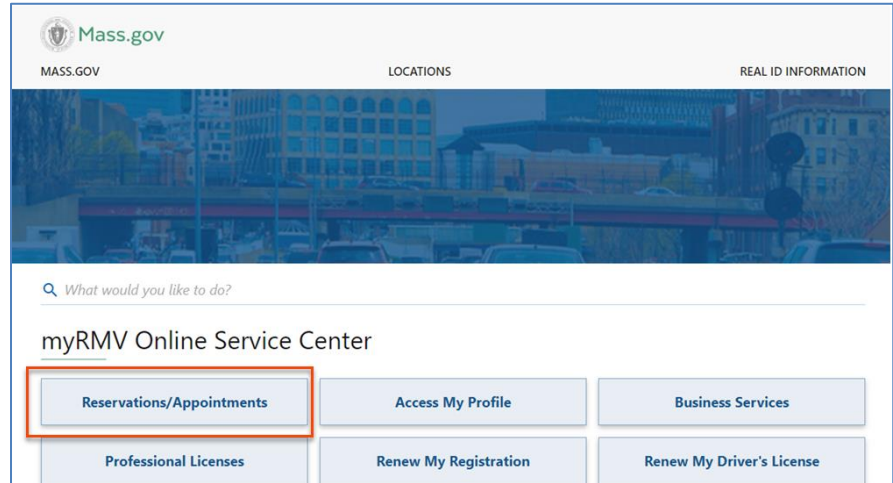 Mass.gov
MASS.GOV LOCATIONS REAL ID INFORMATION
What would you like to do?
myRMV Online Service Center
Reservations/Appointments Access My Profile Business Services
Professional Licenses Renew My Registration Renew My Driver's License